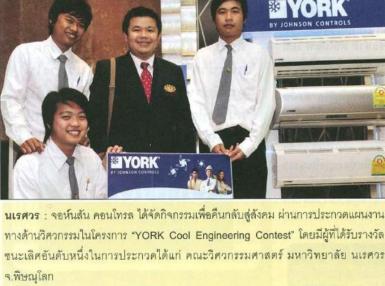 YORK
BY JOHNSON CONTROLS
YORK
BY JOHNSON CONTROLS
นเรศวร : จอห์นสัน คอนโทรล ได้จัดกิจกรรมเพื่อคืนกลับสู่สังคม ผ่านการประกวดแผนงาน
ทางด้านวิศวกรรมในโครงการ "YORK Cool Engineering Contest" โดยมีผู้ที่ได้รับรางวัล
ชนะเลิศอันดับหนึ่งในการประกวดได้แก่ คณะวิศวกรรมศาสตร์ มหาวิทยาลัย นเรศวร
จ.พิษณุโลก